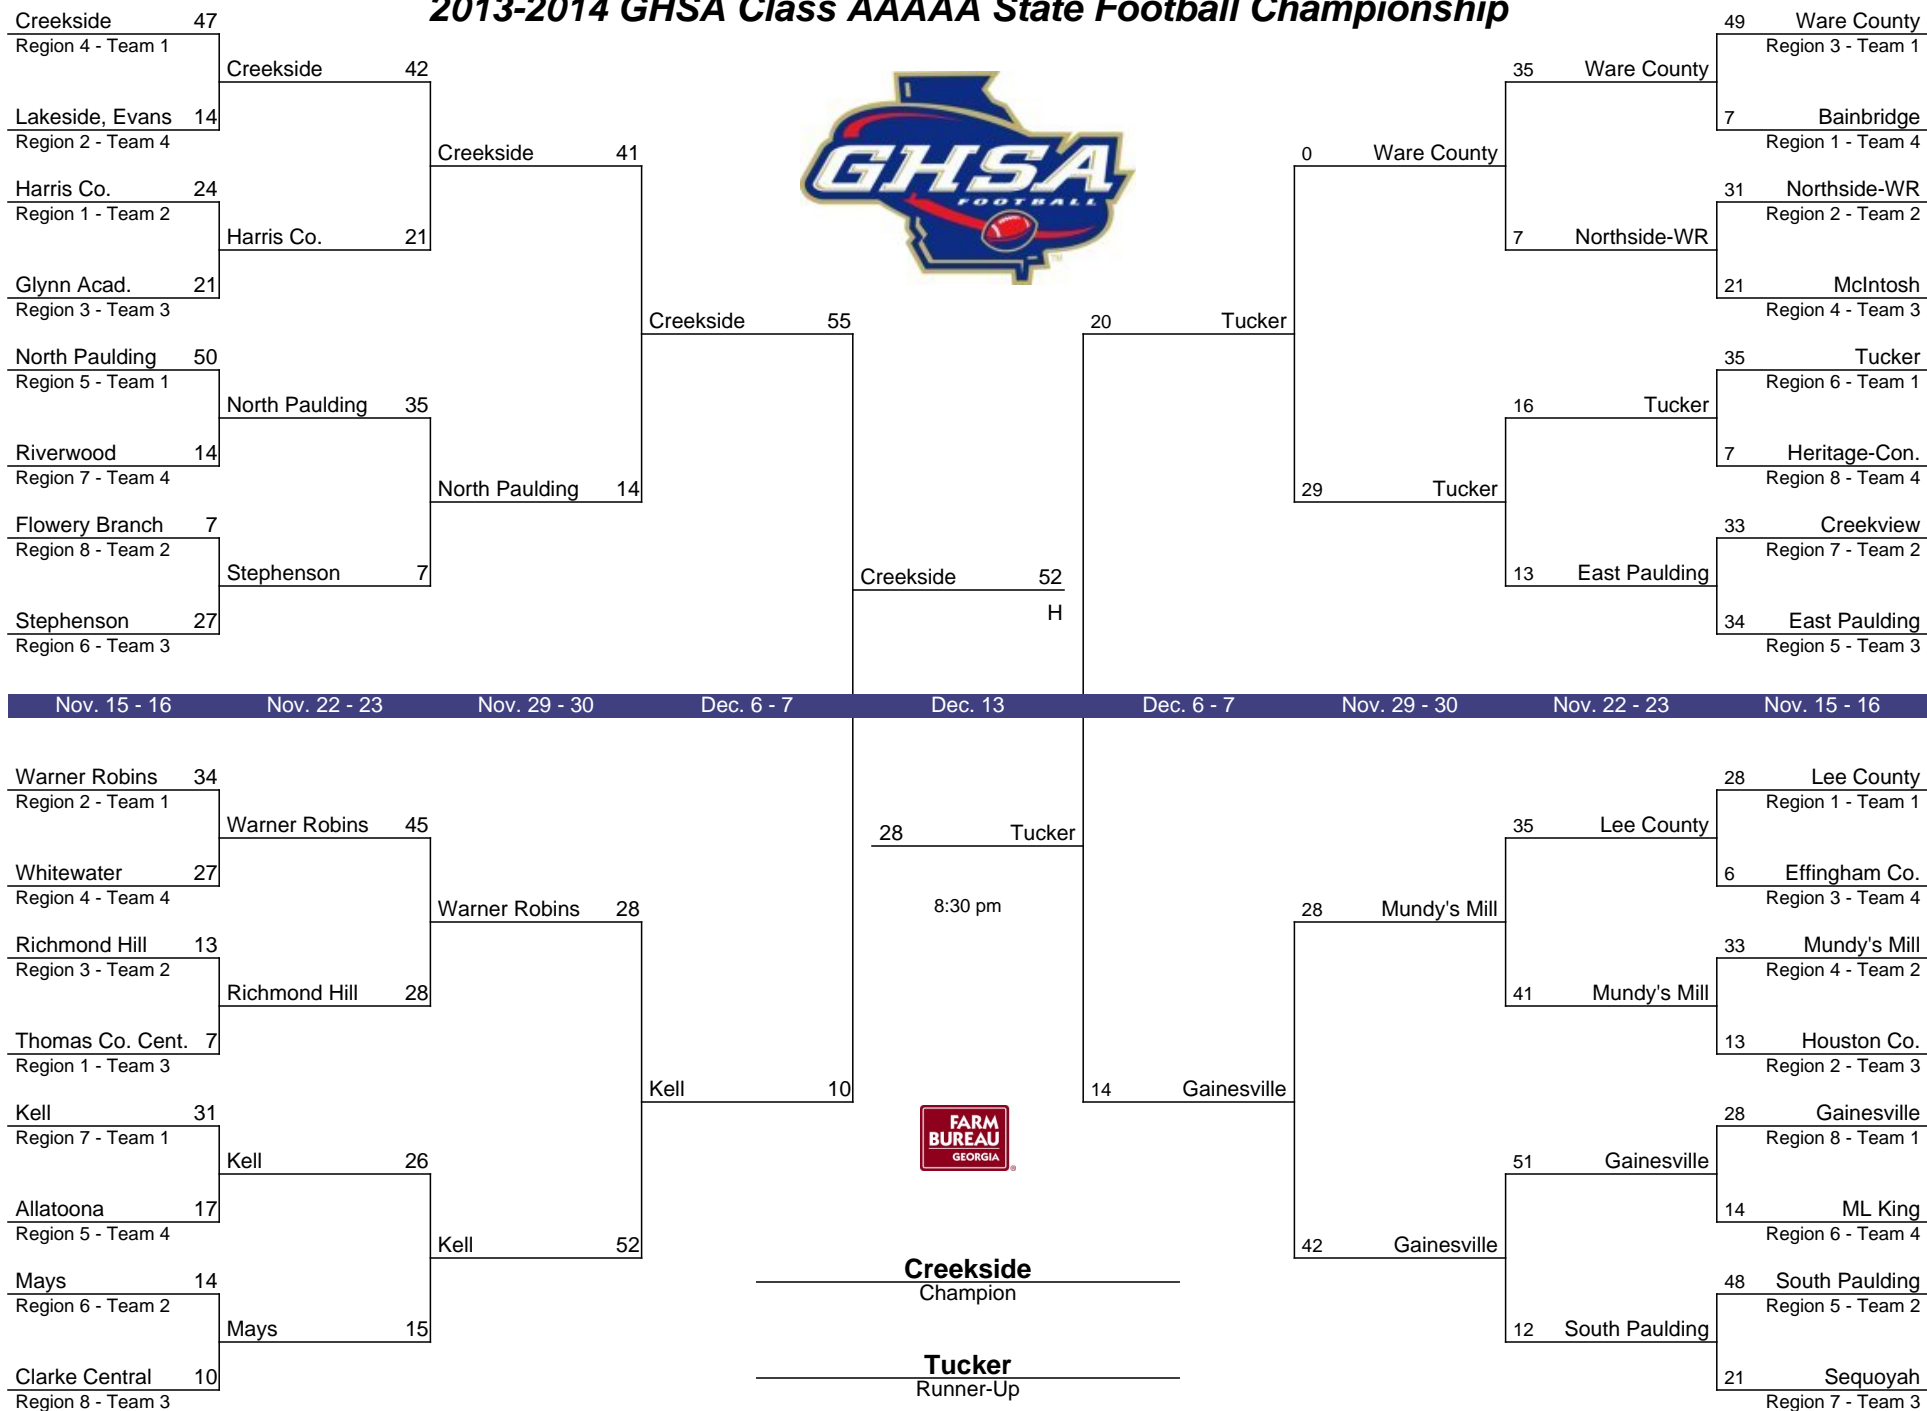 2013-2014 GHSA Class AAAAA State Football Championship
Creekside 47
Region 4 - Team 1
Lakeside, Evans 14
Region 2 - Team 4
Harris Co. 24
Region 1 - Team 2
Glynn Acad. 21
Region 3 - Team 3
North Paulding 50
Region 5 - Team 1
Riverwood 14
Region 7 - Team 4
Flowery Branch 7
Region 8 - Team 2
Stephenson 27
Region 6 - Team 3
Creekside 42
Harris Co. 21
North Paulding 35
Stephenson 7
Creekside 41
North Paulding 14
Creekside 55
Creekside 52
H
GHSA
FOOTBALL
TM
20 Tucker
0 Ware County
29 Tucker
35 Ware County
7 Northside-WR
16 Tucker
13 East Paulding
49 Ware County
Region 3 - Team 1
7 Bainbridge
Region 1 - Team 4
31 Northside-WR
Region 2 - Team 2
21 McIntosh
Region 4 - Team 3
35 Tucker
Region 6 - Team 1
7 Heritage-Con.
Region 8 - Team 4
33 Creekview
Region 7 - Team 2
34 East Paulding
Region 5 - Team 3
Nov. 15 - 16 Nov. 22 - 23 Nov. 29 - 30 Dec. 6 - 7 Dec. 13 Dec. 6 - 7 Nov. 29 - 30 Nov. 22 - 23 Nov. 15 - 16
Warner Robins 34
Region 2 - Team 1
Whitewater 27
Region 4 - Team 4
Richmond Hill 13
Region 3 - Team 2
Thomas Co. Cent. 7
Region 1 - Team 3
Kell 31
Region 7 - Team 1
Allatoona 17
Region 5 - Team 4
Mays 14
Region 6 - Team 2
Clarke Central 10
Region 8 - Team 3
Warner Robins 45
Richmond Hill 28
Kell 26
Mays 15
Warner Robins 28
Kell 52
Kell 10
28 Tucker
8:30 pm
FARM
BUREAU
GEORGIA
®
Creekside
Champion
Tucker
Runner-Up
14 Gainesville
28 Mundy's Mill
42 Gainesville
35 Lee County
41 Mundy's Mill
51 Gainesville
12 South Paulding
28 Lee County
Region 1 - Team 1
6 Effingham Co.
Region 3 - Team 4
33 Mundy's Mill
Region 4 - Team 2
13 Houston Co.
Region 2 - Team 3
28 Gainesville
Region 8 - Team 1
14 ML King
Region 6 - Team 4
48 South Paulding
Region 5 - Team 2
21 Sequoyah
Region 7 - Team 3